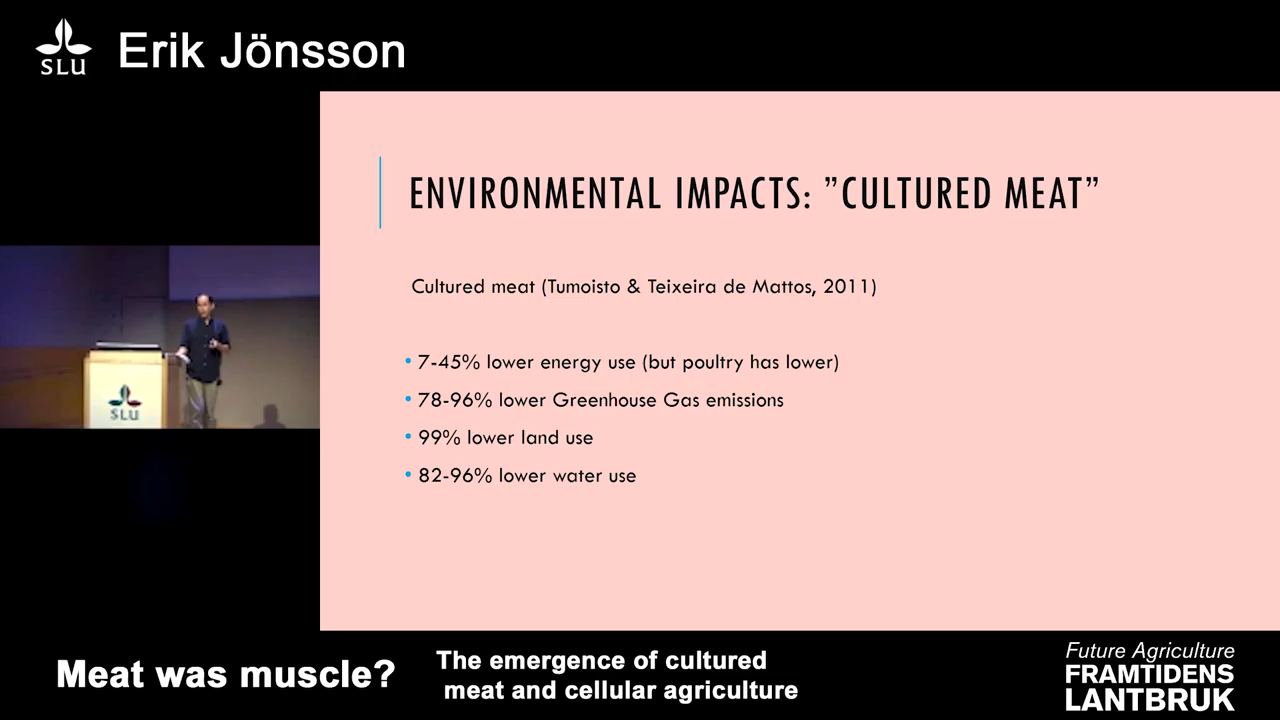 SLU
Erik Jönsson
ENVIRONMENTAL IMPACTS: ”CULTURED MEAT”
Cultured meat (Tumoisto & Teixeira de Mattos, 2011)
• 7-45% lower energy use (but poultry has lower)
• 78-96% lower Greenhouse Gas emissions
• 99% lower land use
• 82-96% lower water use
SLU
Meat was muscle?
The emergence of cultured
meat and cellular agriculture
Future Agriculture
FRAMTIDENS
LANTBRUK